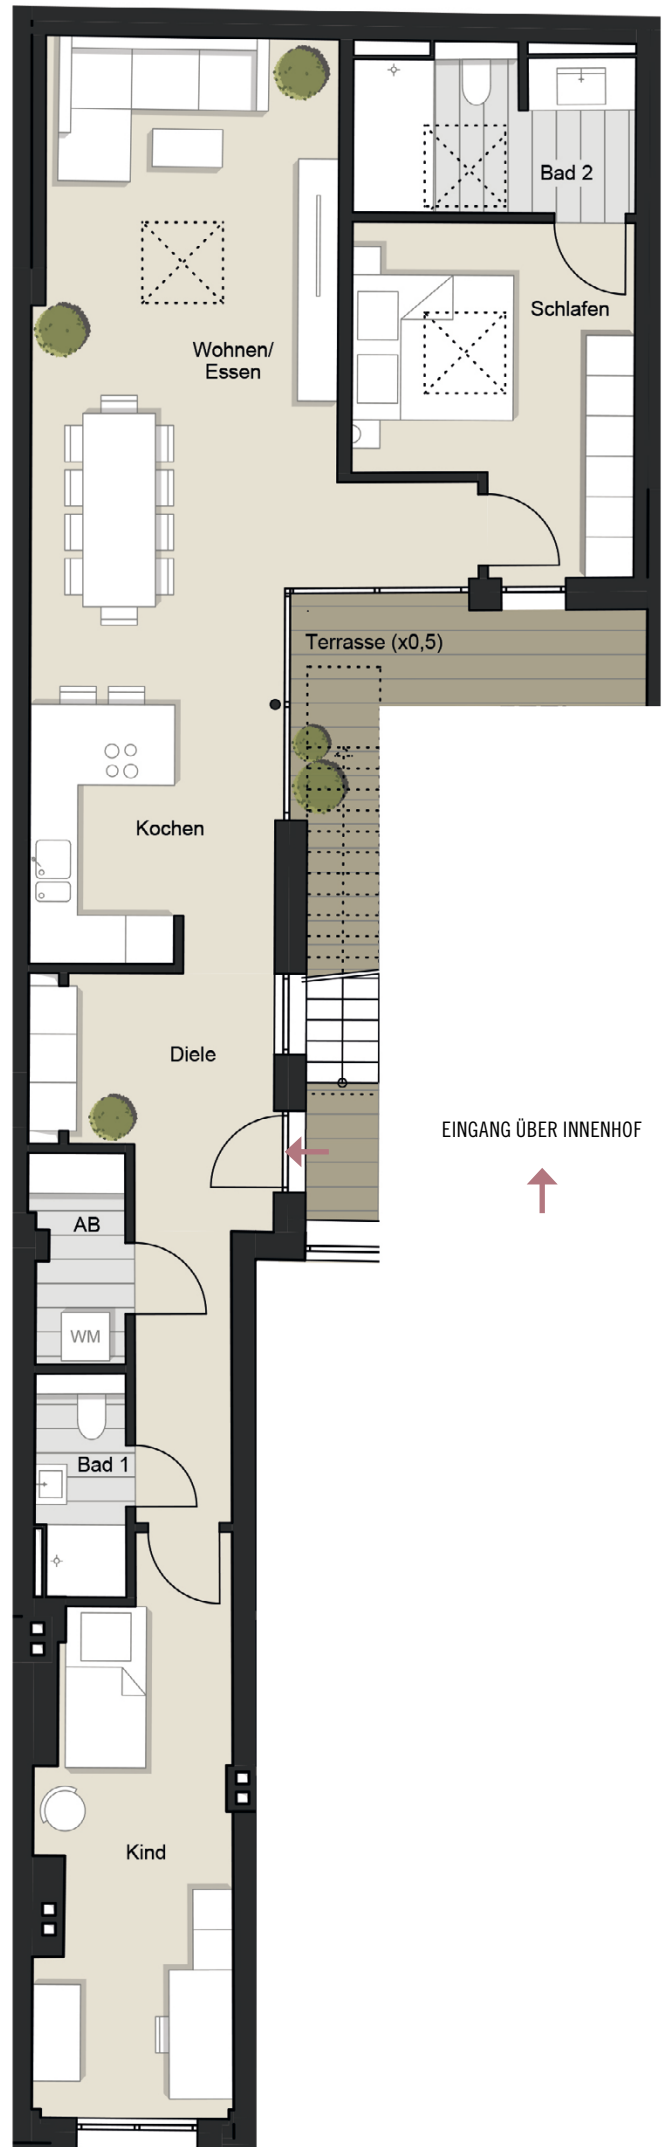 Bad 2
Schlafen
Wohnen/
Essen
Terrasse (x0,5)
Kochen
Diele
EINGANG ÜBER INNENHOF
AB
WM
Bad 1
Kind